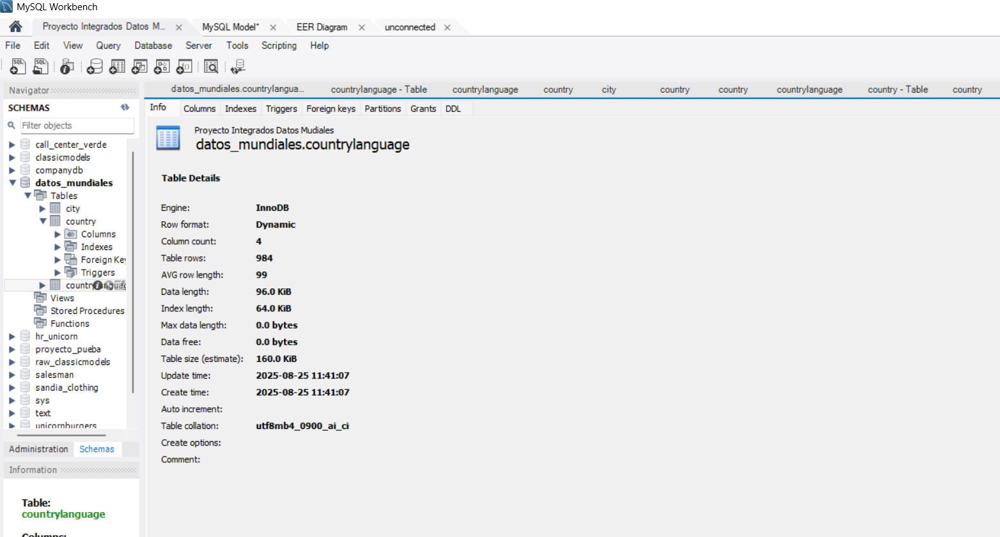 MySQL Workbench
Proyecto Integrados Datos M... MySQL Model* EER Diagram unconnected
File Edit View Query Database Server Tools Scripting Help
Navigator
SCHEMAS
Filter objects
call_center_verde
classicmodels
companydb
datos_mundiales
Tables
city
country
Columns
Indexes
Foreign Key
Triggers
Views
Stored Procedures
Functions
hr_unicorn
proyecto_pueba
raw_classicmodels
salesman
sandia_clothing
sys
text
unicornburgers
Administration Schemas
Information
Table:
countrylanguage
Columns:
datos_mundiales.countrylangua... countrylanguage - Table countrylanguage country city country country countrylanguage country - Table country
Info Columns Indexes Triggers Foreign keys Partitions Grants DDL
Proyecto Integrados Datos Mudiales
datos_mundiales.countrylanguage
Table Details
Engine: InnoDB
Row format: Dynamic
Column count: 4
Table rows: 984
AVG row length: 99
Data length: 96.0 KiB
Index length: 64.0 KiB
Max data length: 0.0 bytes
Data free: 0.0 bytes
Table size (estimate): 160.0 KiB
Update time: 2025-08-25 11:41:07
Create time: 2025-08-25 11:41:07
Auto increment:
Table collation: utf8mb4_0900_ai_ci
Create options:
Comment: